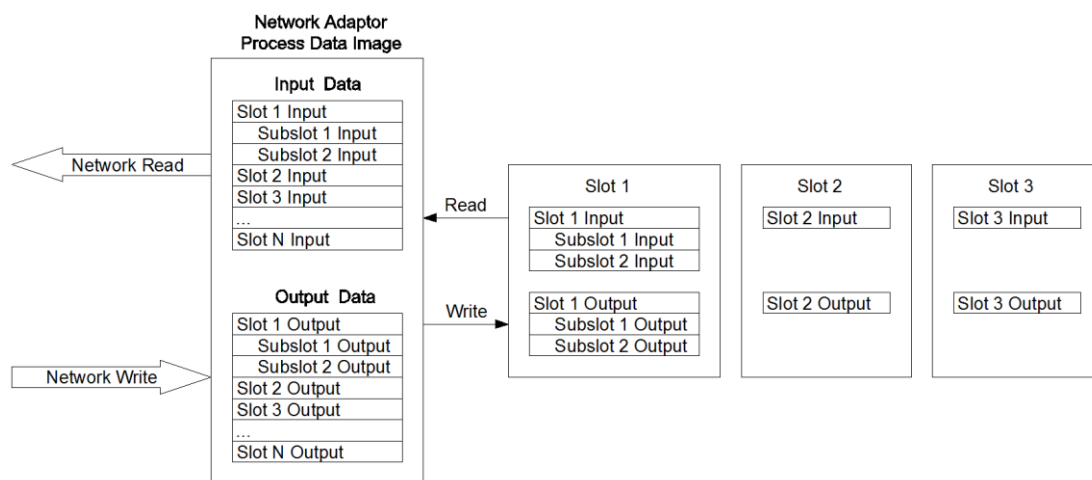 Network Adaptor
Process Data Image
Input Data
Slot 1 Input
Subslot 1 Input
Subslot 2 Input
Slot 2 Input
Slot 3 Input
...
Slot N Input
Output Data
Slot 1 Output
Subslot 1 Output
Subslot 2 Output
Slot 2 Output
Slot 3 Output
...
Slot N Output
Network Read
Network Write
Read
Write
Slot 1
Slot 1 Input
Subslot 1 Input
Subslot 2 Input
Slot 1 Output
Subslot 1 Output
Subslot 2 Output
Slot 2
Slot 2 Input
Slot 2 Output
Slot 3
Slot 3 Input
Slot 3 Output